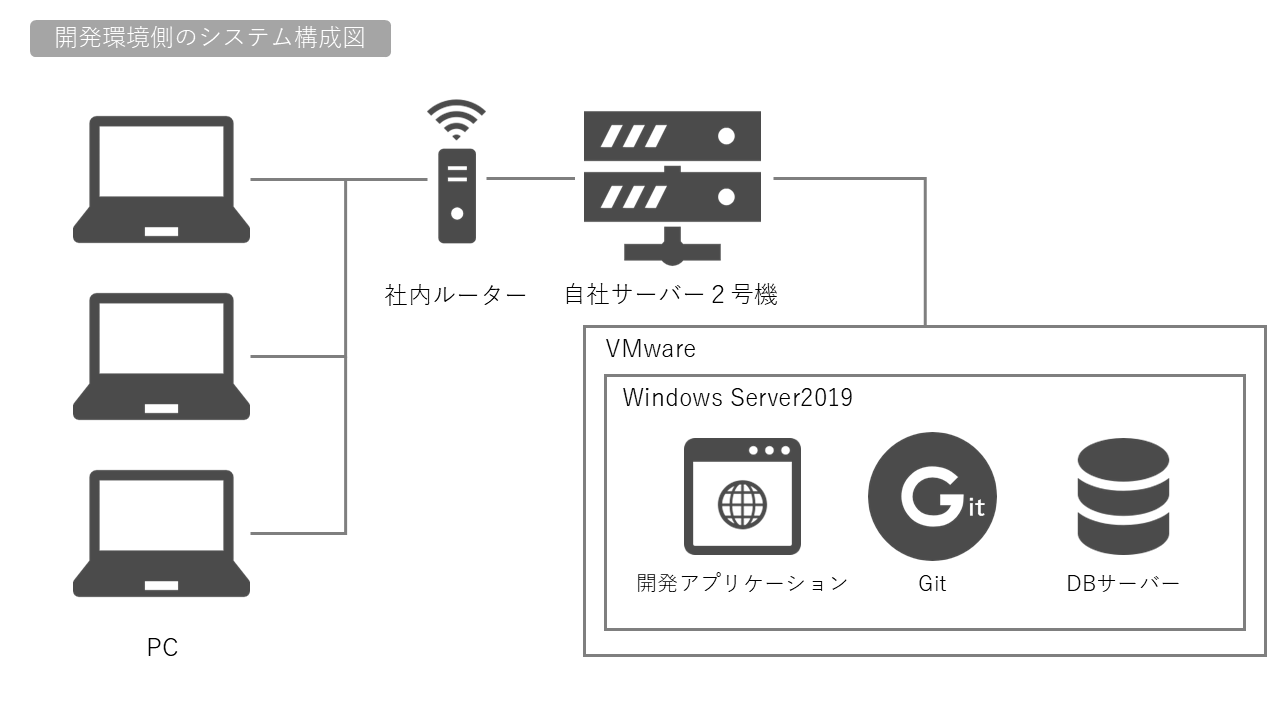 開発環境側のシステム構成図
社内ルーター
自社サーバー２号機
VMware
Windows Server2019
Git
開発アプリケーション
Git
DBサーバー
PC